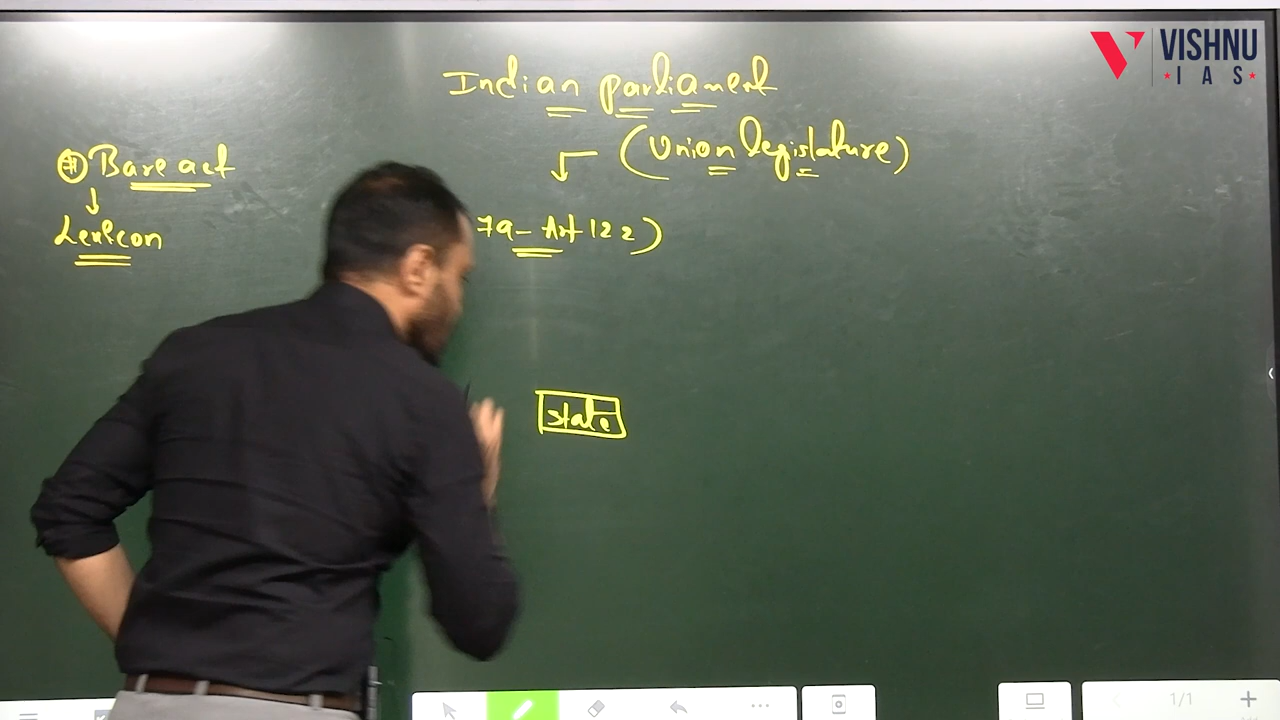 VISHNU
IAS
Indian parliament
(Union legislature)
# Bare act
Lexicon
79 - Art 122)
state
1/1